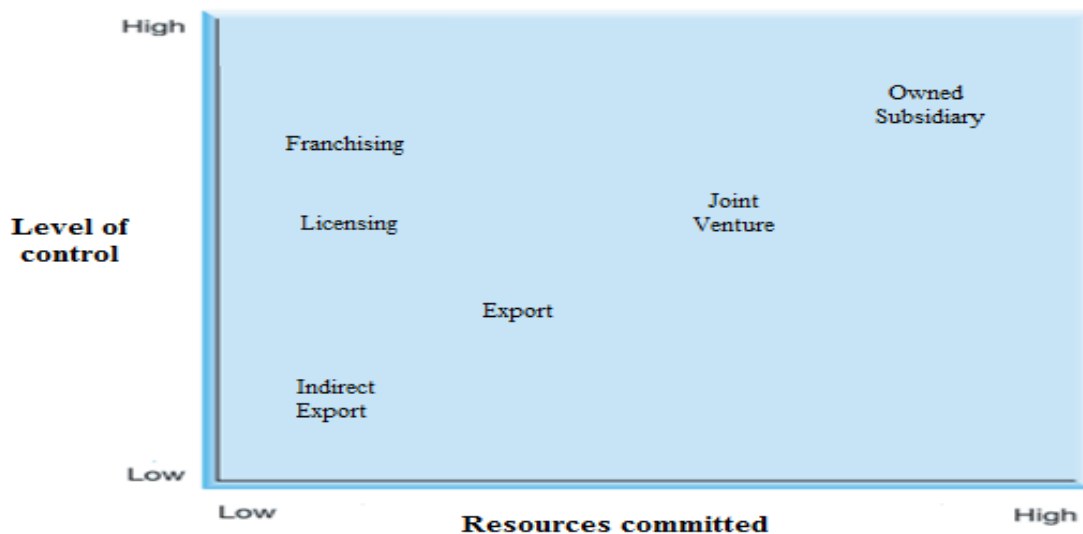 High
Owned
Subsidiary
Franchising
Joint
Venture
Licensing
Level of
control
Export
Indirect
Export
Low
Low
High
Resources committed